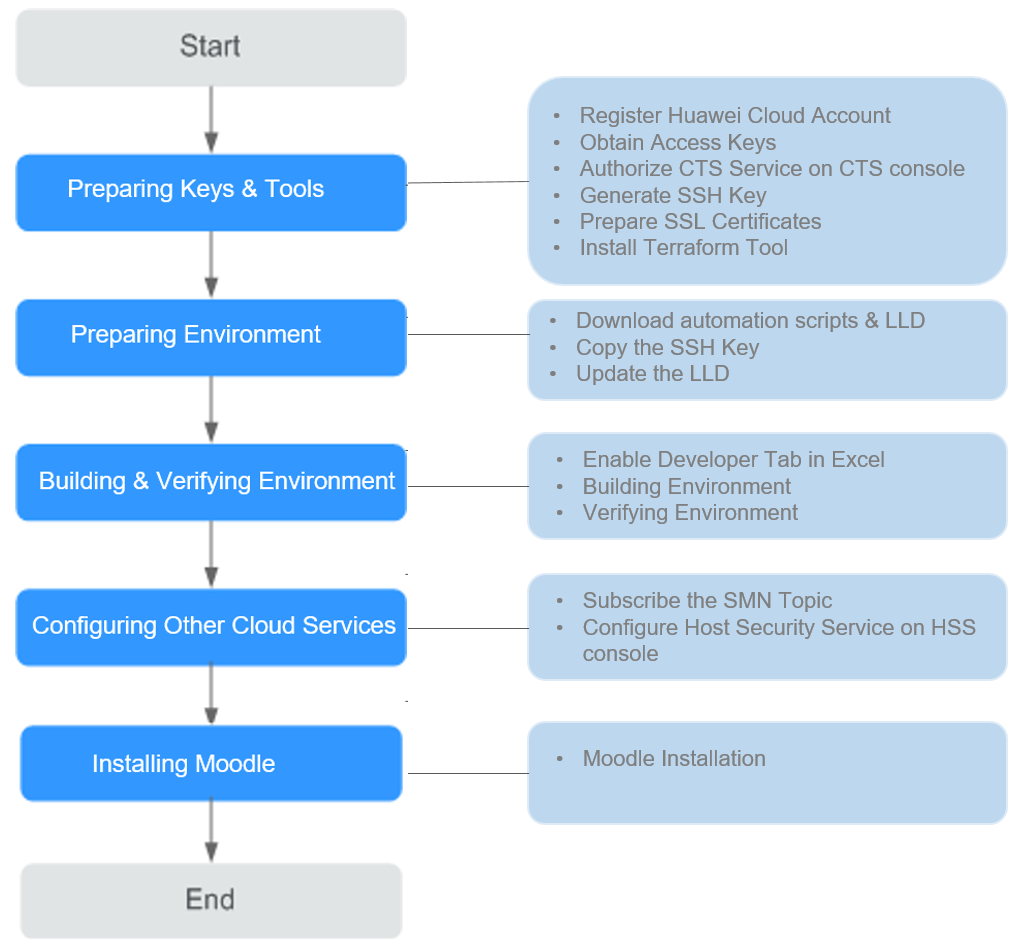 Start
Preparing Keys & Tools
• Register Huawei Cloud Account
• Obtain Access Keys
• Authorize CTS Service on CTS console
• Generate SSH Key
• Prepare SSL Certificates
• Install Terraform Tool
Preparing Environment
• Download automation scripts & LLD
• Copy the SSH Key
• Update the LLD
Building & Verifying Environment
• Enable Developer Tab in Excel
• Building Environment
• Verifying Environment
Configuring Other Cloud Services
• Subscribe the SMN Topic
• Configure Host Security Service on HSS
console
Installing Moodle
• Moodle Installation
End